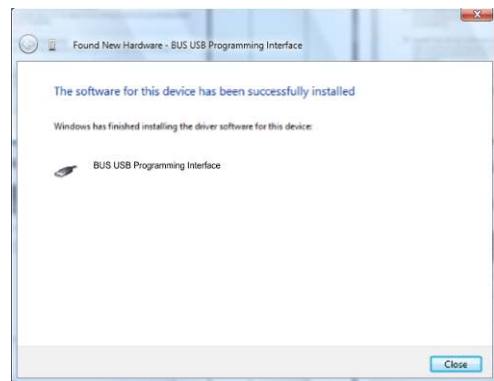 Found New Hardware - BUS USB Programming Interface
The software for this device has been successfully installed
Windows has finished installing the driver software for this device:
BUS USB Programming Interface
Close